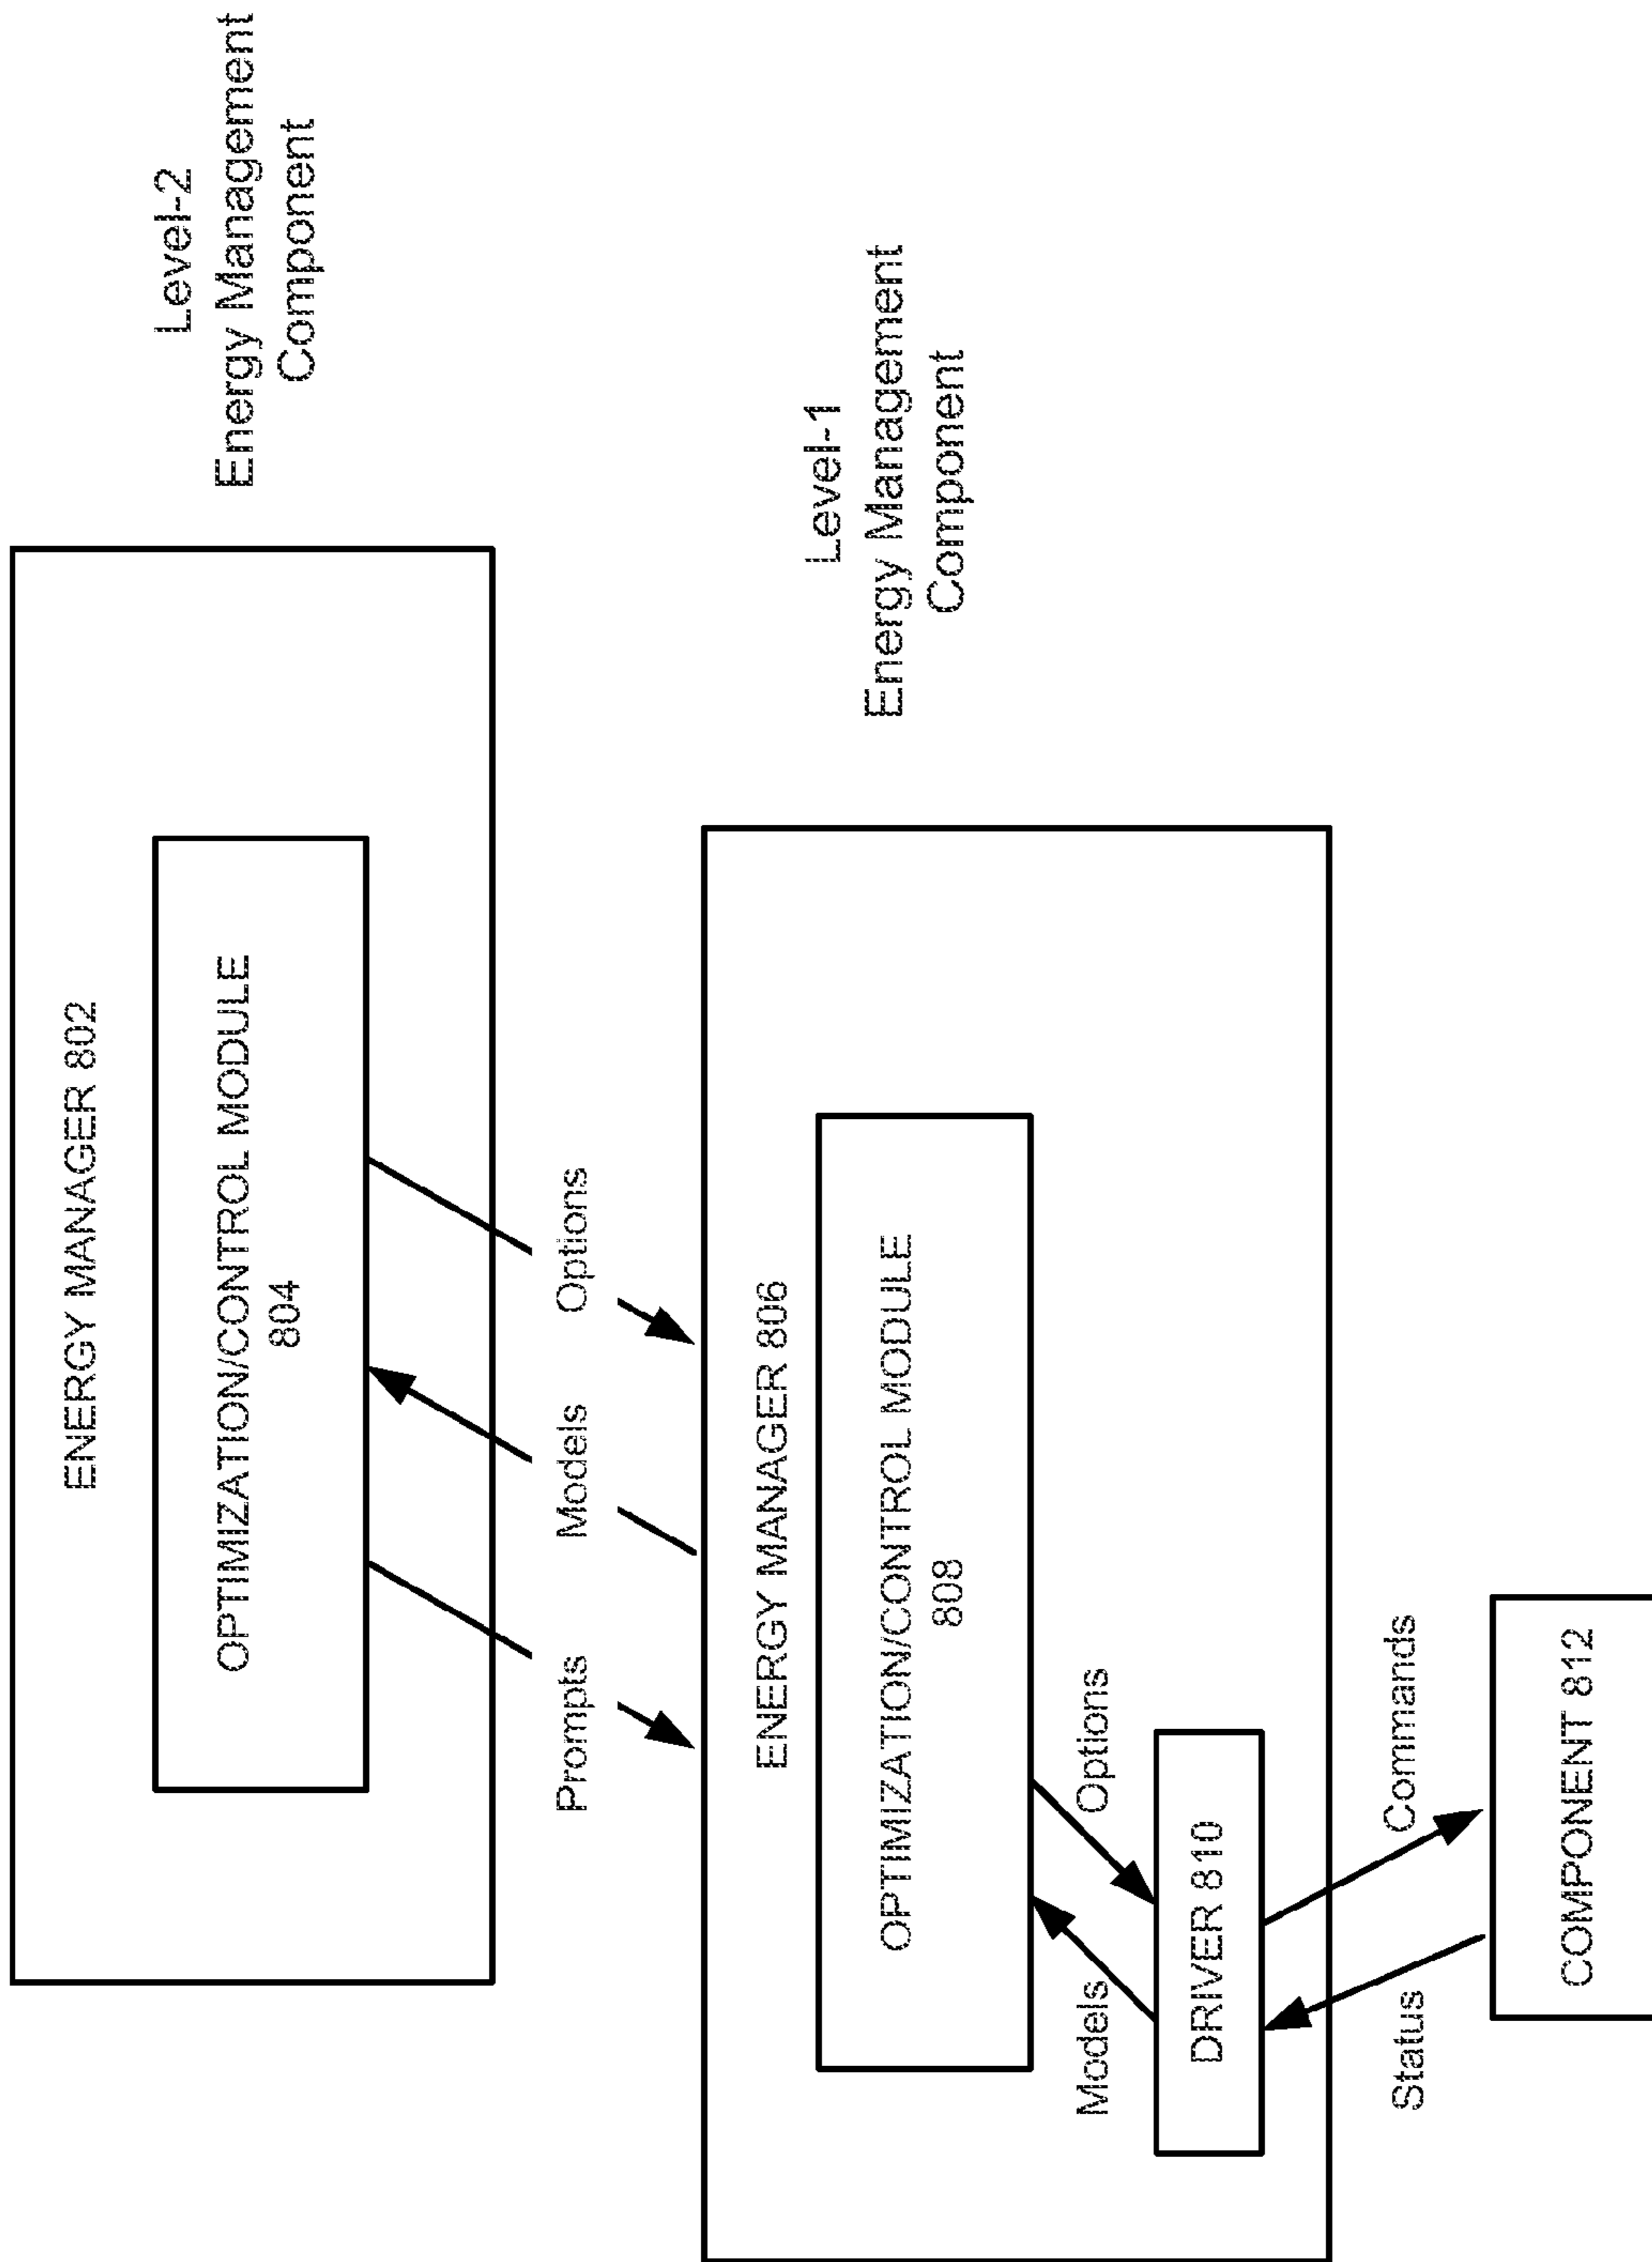 ENERGY MANAGER 802
OPTIMIZATION/CONTROL MODULE
804
Level-2
Energy Management
Component
Prompts
Models
Options
ENERGY MANAGER 806
OPTIMIZATION/CONTROL MODULE
808
Level-1
Energy Management
Component
Models
Options
DRIVER 810
Status
Commands
COMPONENT 812